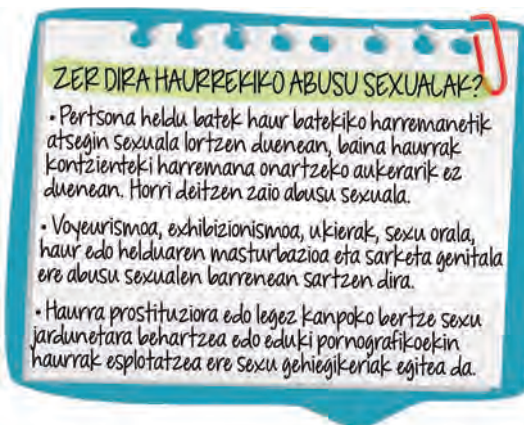 ZER DIRA HAURREKIKO ABUSU SEXUALAK?
• Pertsona heldu batek haur batekiko harremanetik
atsegin sexuala lortzen duenean, baina haurrak
kontzienteki harremana onartzeko aukerarik ez
duenean. Horri deitzen zaio abusu sexuala.
• Voyeurismoa, exhibizionismoa, ukierak, sexu orala,
haur edo helduaren masturbazioa eta sarketa genitala
ere abusu sexualen barrenean sartzen dira.
• Haurra prostituziora edo legez kanpoko bertze sexu
jardunetara behartzea edo eduki pornografikoekin
haurrak esplotatzea ere sexu gehiegikeriak egitea da.